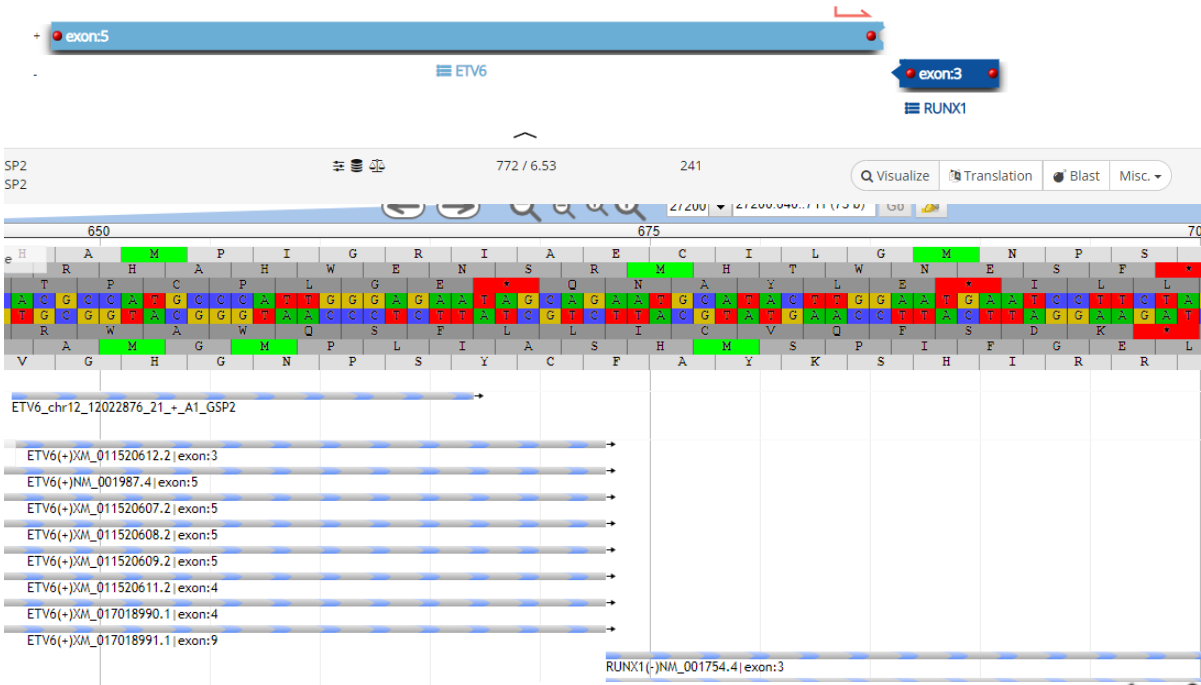 + exon:5
- ETV6
exon:3
RUNX1
SP2 772 / 6.53 241 Visualize Translation Blast Misc.
SP2
27200 Go
650 675 70
e H A M P I G R I A E C I L G M N P S
R H A H W E N S R M H T W N E S F *
T P C P L G E * Q N A Y L E * I L L
A C G C C A T G C C C A T T G G G A G A A T A G C A G A A T G C A T A C T T G G A A T G A A T C C T T C T A
T G C G G T A C G G G T A A C C C T C T T A T C G T C T T A C G T A T G A A C C T T A C T T A G G A A G A T
R W A W Q S F L L I C V Q F S D K *
A M G M P L I A S H M S P I F G E L
V G H G N P S Y C F A Y K S H I R R
ETV6_chr12_12022876_21_+_A1_GSP2
ETV6(+)XM_011520612.2|exon:3
ETV6(+)NM_001987.4|exon:5
ETV6(+)XM_011520607.2|exon:5
ETV6(+)XM_011520608.2|exon:5
ETV6(+)XM_011520609.2|exon:5
ETV6(+)XM_011520611.2|exon:4
ETV6(+)XM_017018990.1|exon:4
ETV6(+)XM_017018991.1|exon:9
RUNX1(-)NM_001754.4|exon:3